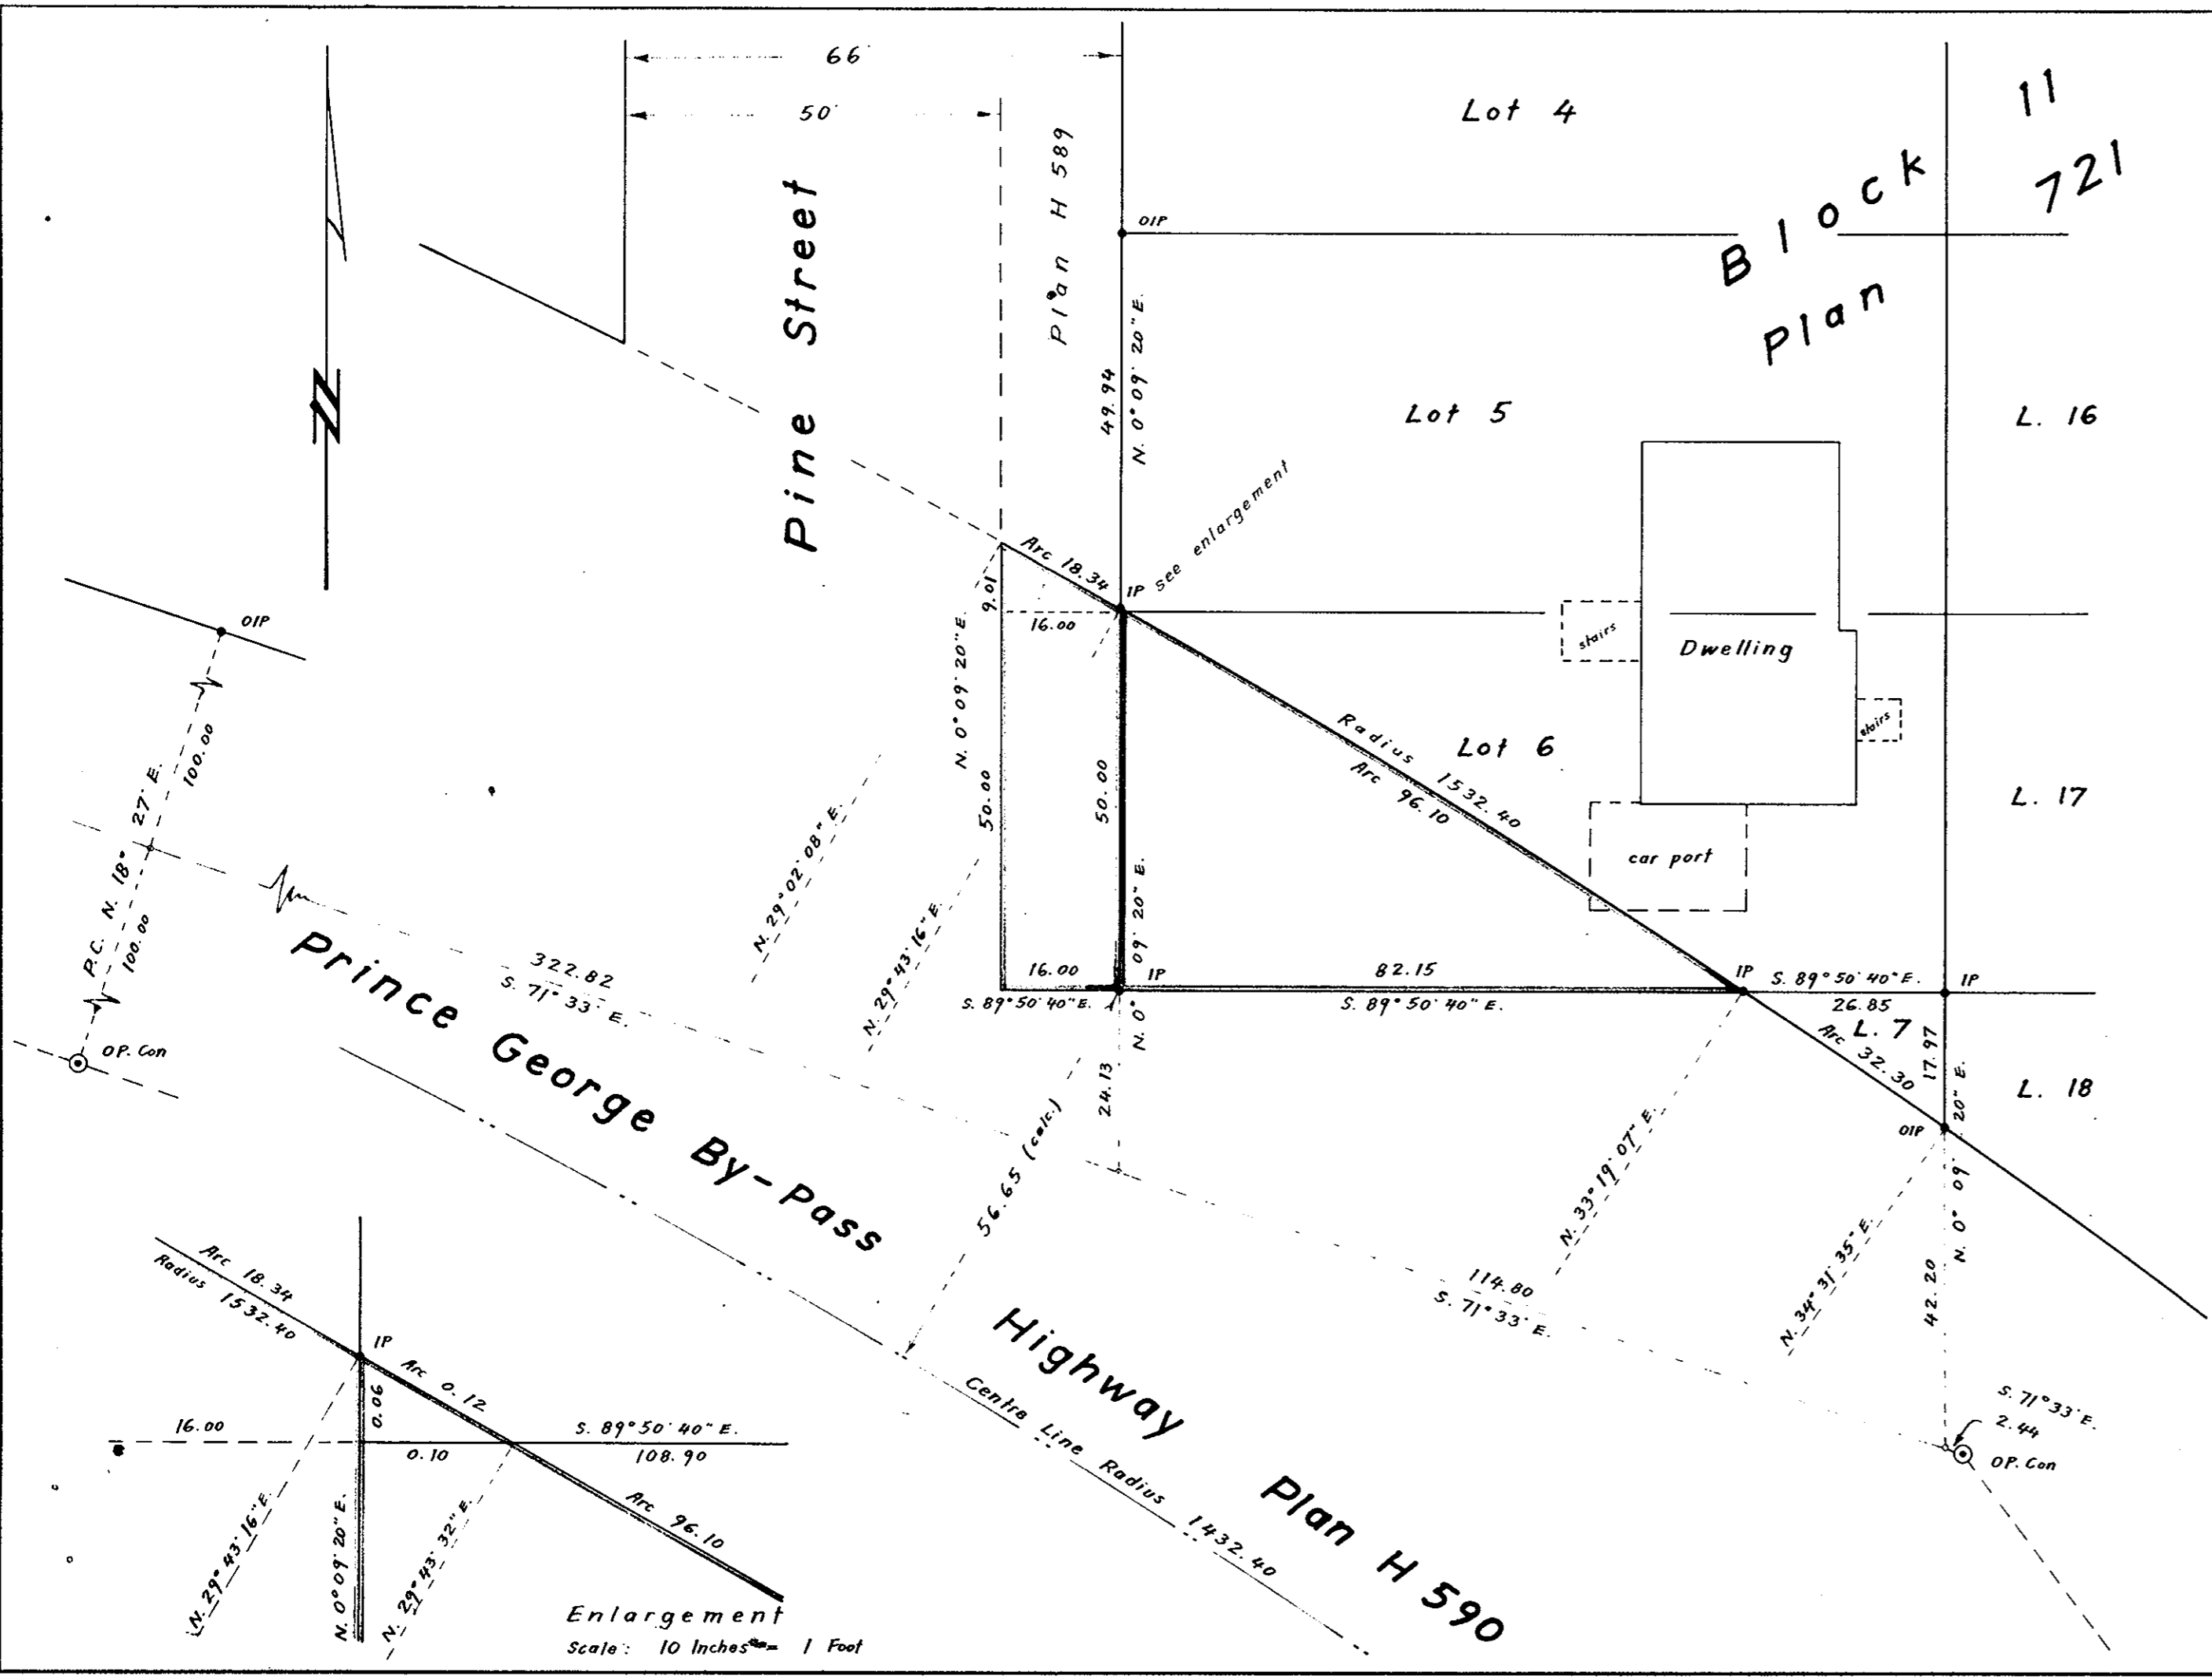 66'
50'
Pine Street
Plan H 589
Lot 4
Block 11
Plan 721
OIP
49.94
N. 0° 09' 20" E.
Lot 5
L. 16
see enlargement
Arc 18.34
IP
9.01
16.00
N. 0° 09' 20" E.
50.00
50.00
N. 0° 09' 20" E.
Radius 1532.40
Arc 96.10
Lot 6
stairs
Dwelling
stairs
car port
L. 17
OIP
100.00
P.C. N. 18° 27' E.
100.00
OP. Con
322.82
S. 71° 33' E.
N. 29° 02' 08" E.
N. 29° 43' 16" E.
16.00
S. 89° 50' 40" E.
IP
82.15
S. 89° 50' 40" E.
IP
S. 89° 50' 40" E.
26.85
IP
L. 7
Arc 32.30
17.97
L. 18
OIP
24.13
56.65 (calc.)
N. 33° 19' 07" E.
N. 34° 31' 35" E.
N. 0° 09' 20" E.
42.20
114.80
S. 71° 33' E.
S. 71° 33' E.
2.44
OP. Con
Prince George By-Pass Highway Plan H 590
Centre Line Radius 1432.40
Arc 18.34
Radius 1532.40
IP
Arc 0.12
0.06
16.00
0.10
S. 89° 50' 40" E.
108.90
N. 29° 43' 16" E.
N. 0° 09' 20" E.
N. 29° 43' 32" E.
Arc 96.10
Enlargement
Scale: 10 Inches = 1 Foot